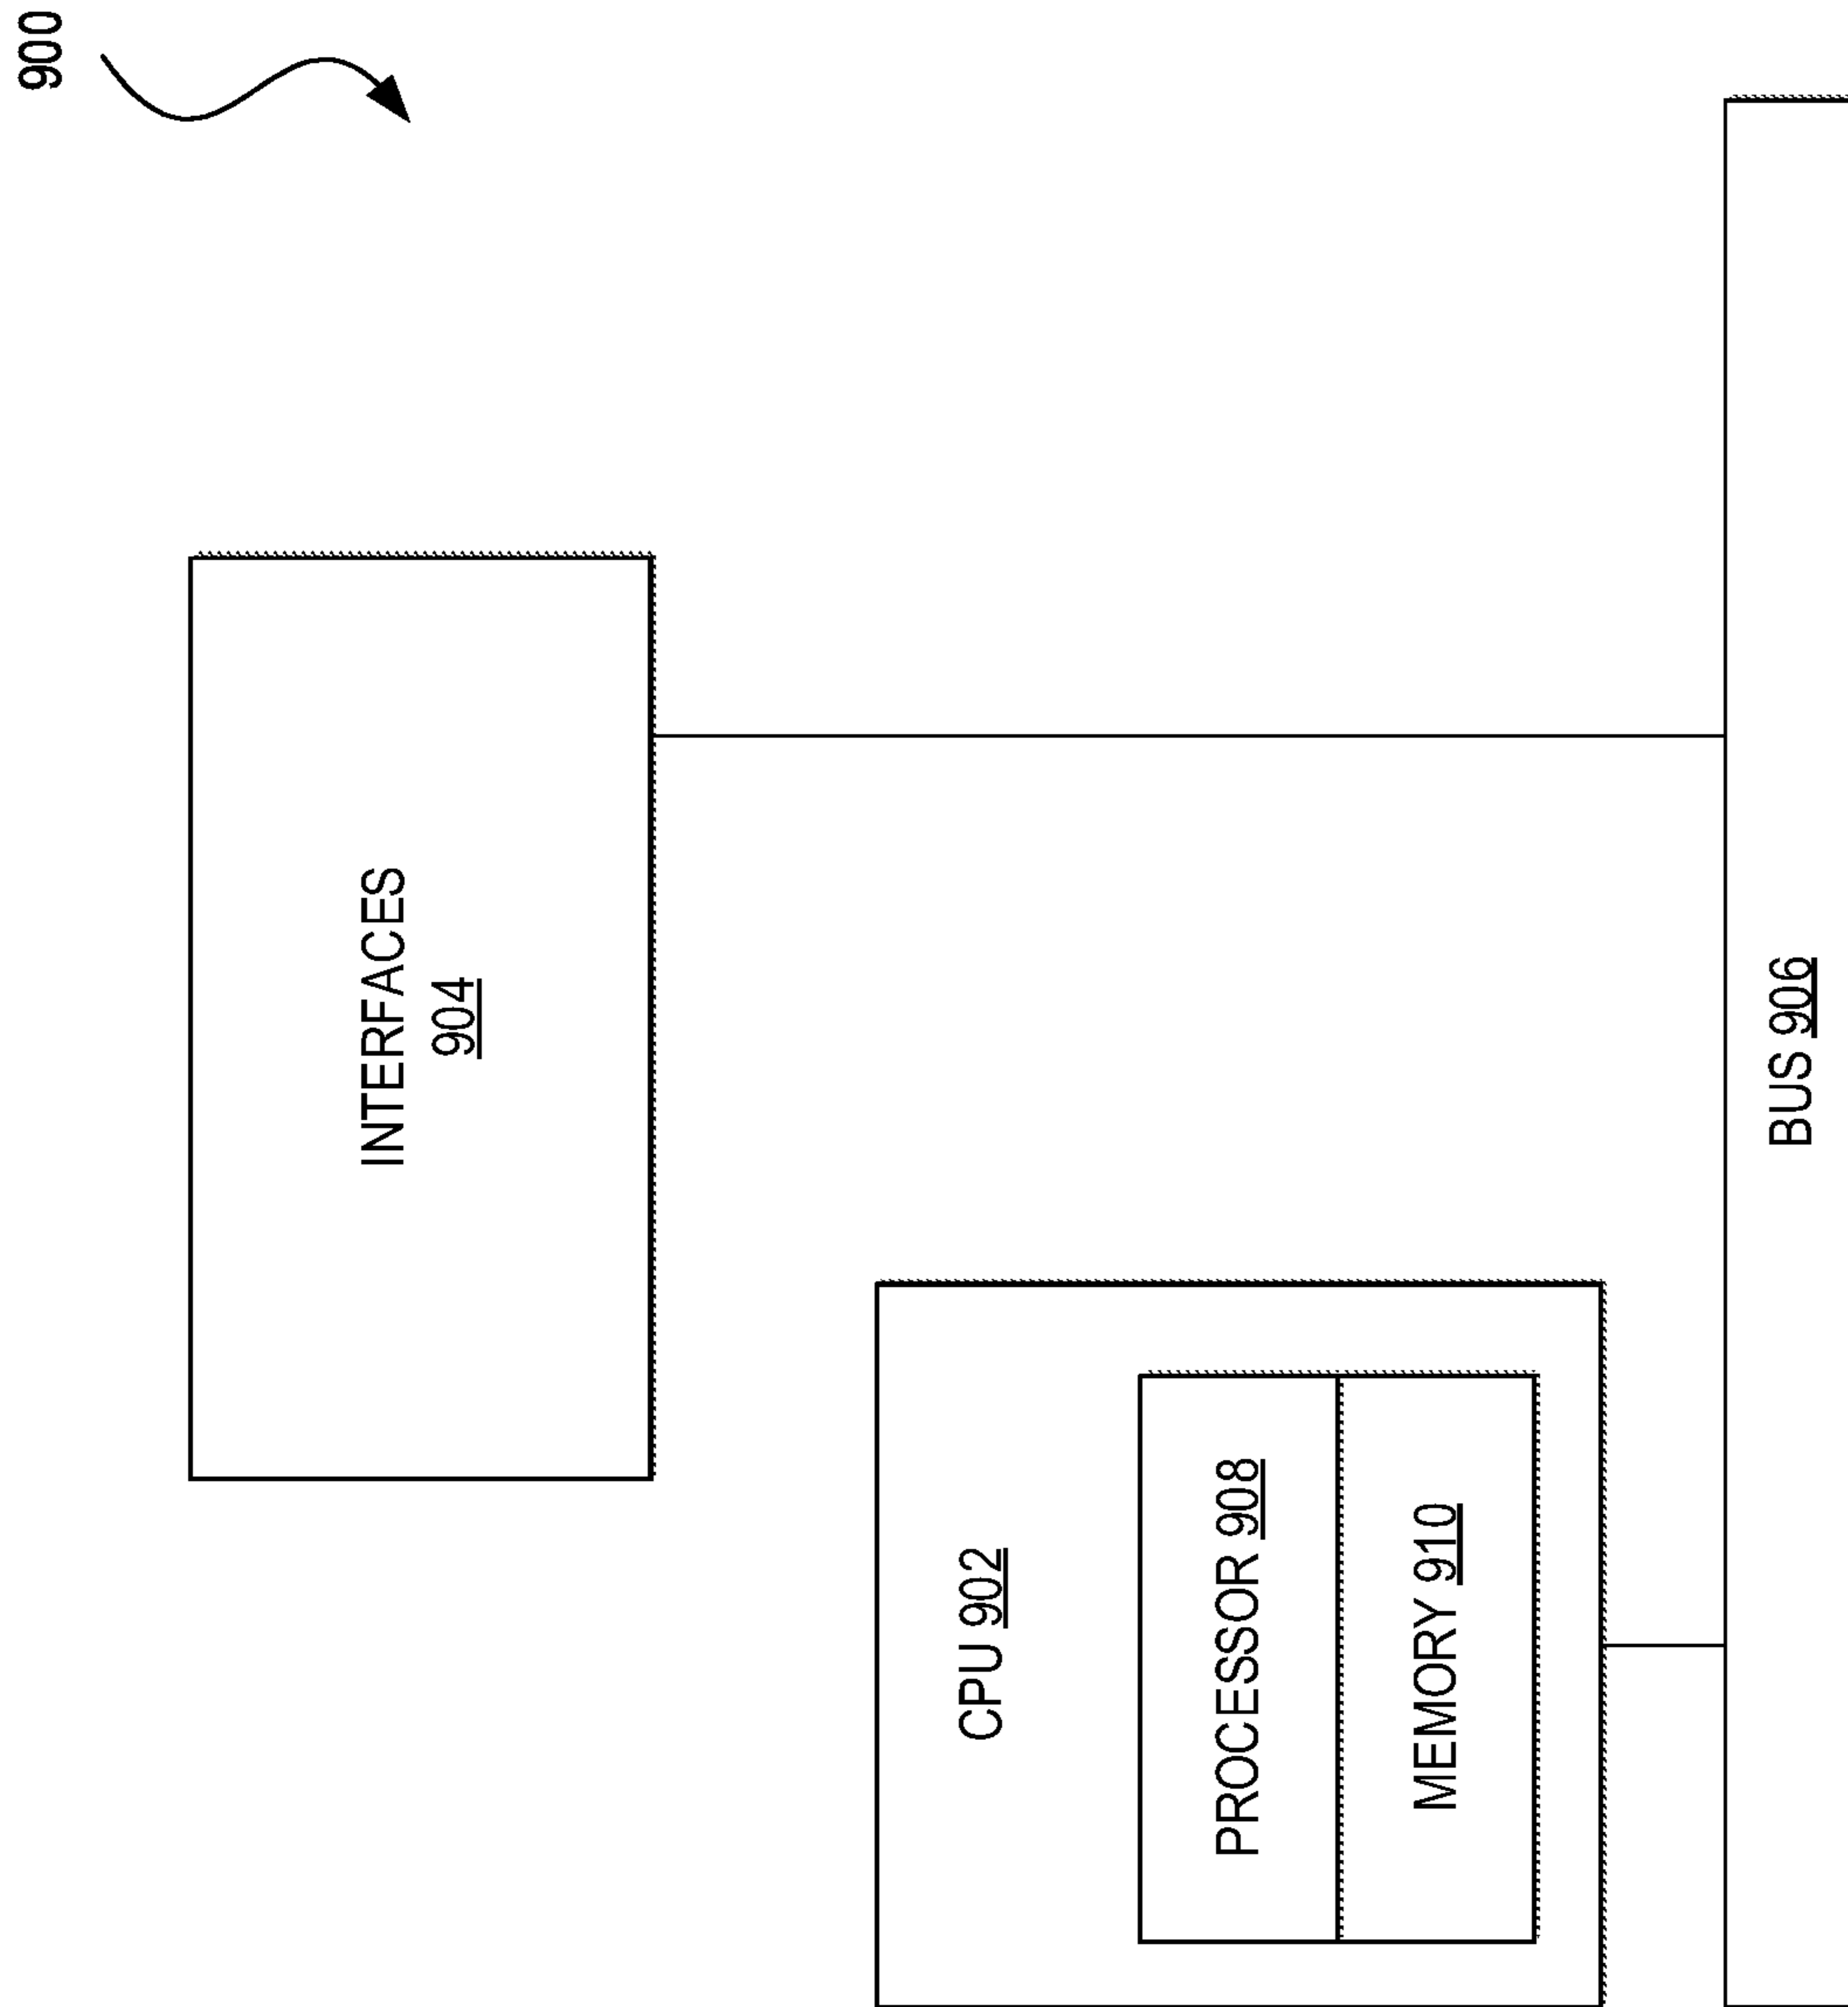 900
INTERFACES
904
CPU 902
PROCESSOR 908
MEMORY 910
BUS 906